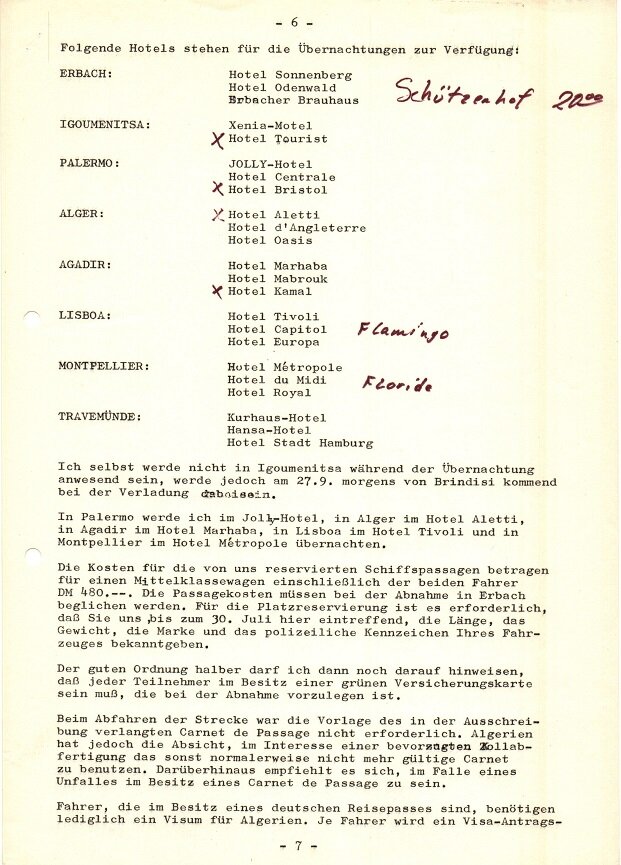 - 6 -
Folgende Hotels stehen für die Übernachtungen zur Verfügung:
ERBACH: Hotel Sonnenberg
Hotel Odenwald
Erbacher Brauhaus
Schützenhof 20⁰⁰
IGOUMENITSA: Xenia-Motel
X Hotel Tourist
PALERMO: JOLLY-Hotel
Hotel Centrale
X Hotel Bristol
ALGER: X Hotel Aletti
Hotel d'Angleterre
Hotel Oasis
AGADIR: Hotel Marhaba
Hotel Mabrouk
X Hotel Kamal
LISBOA: Hotel Tivoli
Hotel Capitol Flamingo
Hotel Europa
MONTPELLIER: Hotel Métropole
Hotel du Midi Floride
Hotel Royal
TRAVEMÜNDE: Kurhaus-Hotel
Hansa-Hotel
Hotel Stadt Hamburg
Ich selbst werde nicht in Igoumenitsa während der Übernachtung
anwesend sein, werde jedoch am 27.9. morgens von Brindisi kommend
bei der Verladung dabeisein.
In Palermo werde ich im Jolly-Hotel, in Alger im Hotel Aletti,
in Agadir im Hotel Marhaba, in Lisboa im Hotel Tivoli und in
Montpellier im Hotel Métropole übernachten.
Die Kosten für die von uns reservierten Schiffspassagen betragen
für einen Mittelklassewagen einschließlich der beiden Fahrer
DM 480.--. Die Passagekosten müssen bei der Abnahme in Erbach
beglichen werden. Für die Platzreservierung ist es erforderlich,
daß Sie uns,bis zum 30. Juli hier eintreffend, die Länge, das
Gewicht, die Marke und das polizeiliche Kennzeichen Ihres Fahr-
zeuges bekanntgeben.
Der guten Ordnung halber darf ich dann noch darauf hinweisen,
daß jeder Teilnehmer im Besitz einer grünen Versicherungskarte
sein muß, die bei der Abnahme vorzulegen ist.
Beim Abfahren der Strecke war die Vorlage des in der Ausschrei-
bung verlangten Carnet de Passage nicht erforderlich. Algerien
hat jedoch die Absicht, im Interesse einer bevorzugten Zollab-
fertigung das sonst normalerweise nicht mehr gültige Carnet
zu benutzen. Darüberhinaus empfiehlt es sich, im Falle eines
Unfalles im Besitz eines Carnet de Passage zu sein.
Fahrer, die im Besitz eines deutschen Reisepasses sind, benötigen
lediglich ein Visum für Algerien. Je Fahrer wird ein Visa-Antrags-
- 7 -